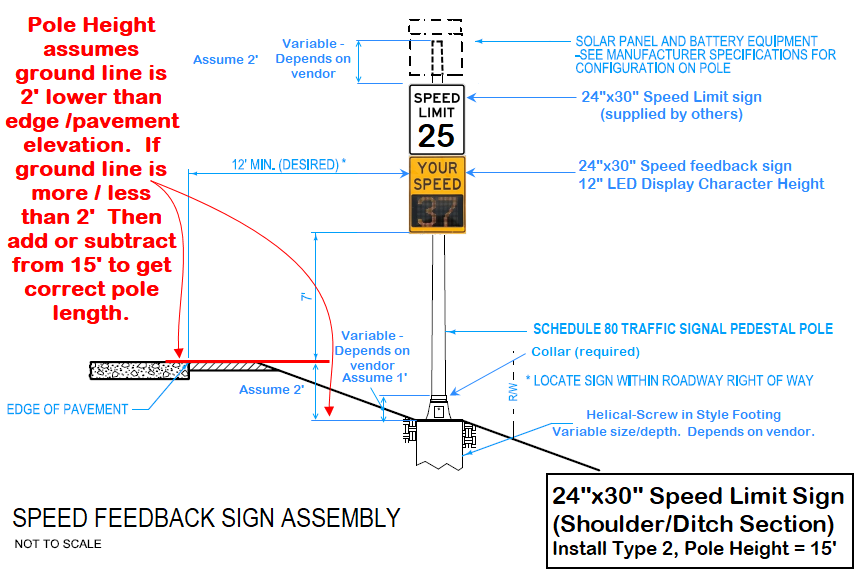 Pole Height
assumes
ground line is
2' lower than
edge /pavement
elevation. If
ground line is
more / less
than 2' Then
add or subtract
from 15' to get
correct pole
length.
Assume 2'
Variable -
Depends on
vendor
SOLAR PANEL AND BATTERY EQUIPMENT
-SEE MANUFACTURER SPECIFICATIONS FOR
CONFIGURATION ON POLE
SPEED
LIMIT
25
24"x30" Speed Limit sign
(supplied by others)
12' MIN. (DESIRED) *
YOUR
SPEED
37
24"x30" Speed feedback sign
12" LED Display Character Height
7'
SCHEDULE 80 TRAFFIC SIGNAL PEDESTAL POLE
Variable -
Depends on
vendor
Assume 1'
Collar (required)
Assume 2'
R/W
* LOCATE SIGN WITHIN ROADWAY RIGHT OF WAY
EDGE OF PAVEMENT
Helical-Screw in Style Footing
Variable size/depth. Depends on vendor.
SPEED FEEDBACK SIGN ASSEMBLY
NOT TO SCALE
24"x30" Speed Limit Sign
(Shoulder/Ditch Section)
Install Type 2, Pole Height = 15'